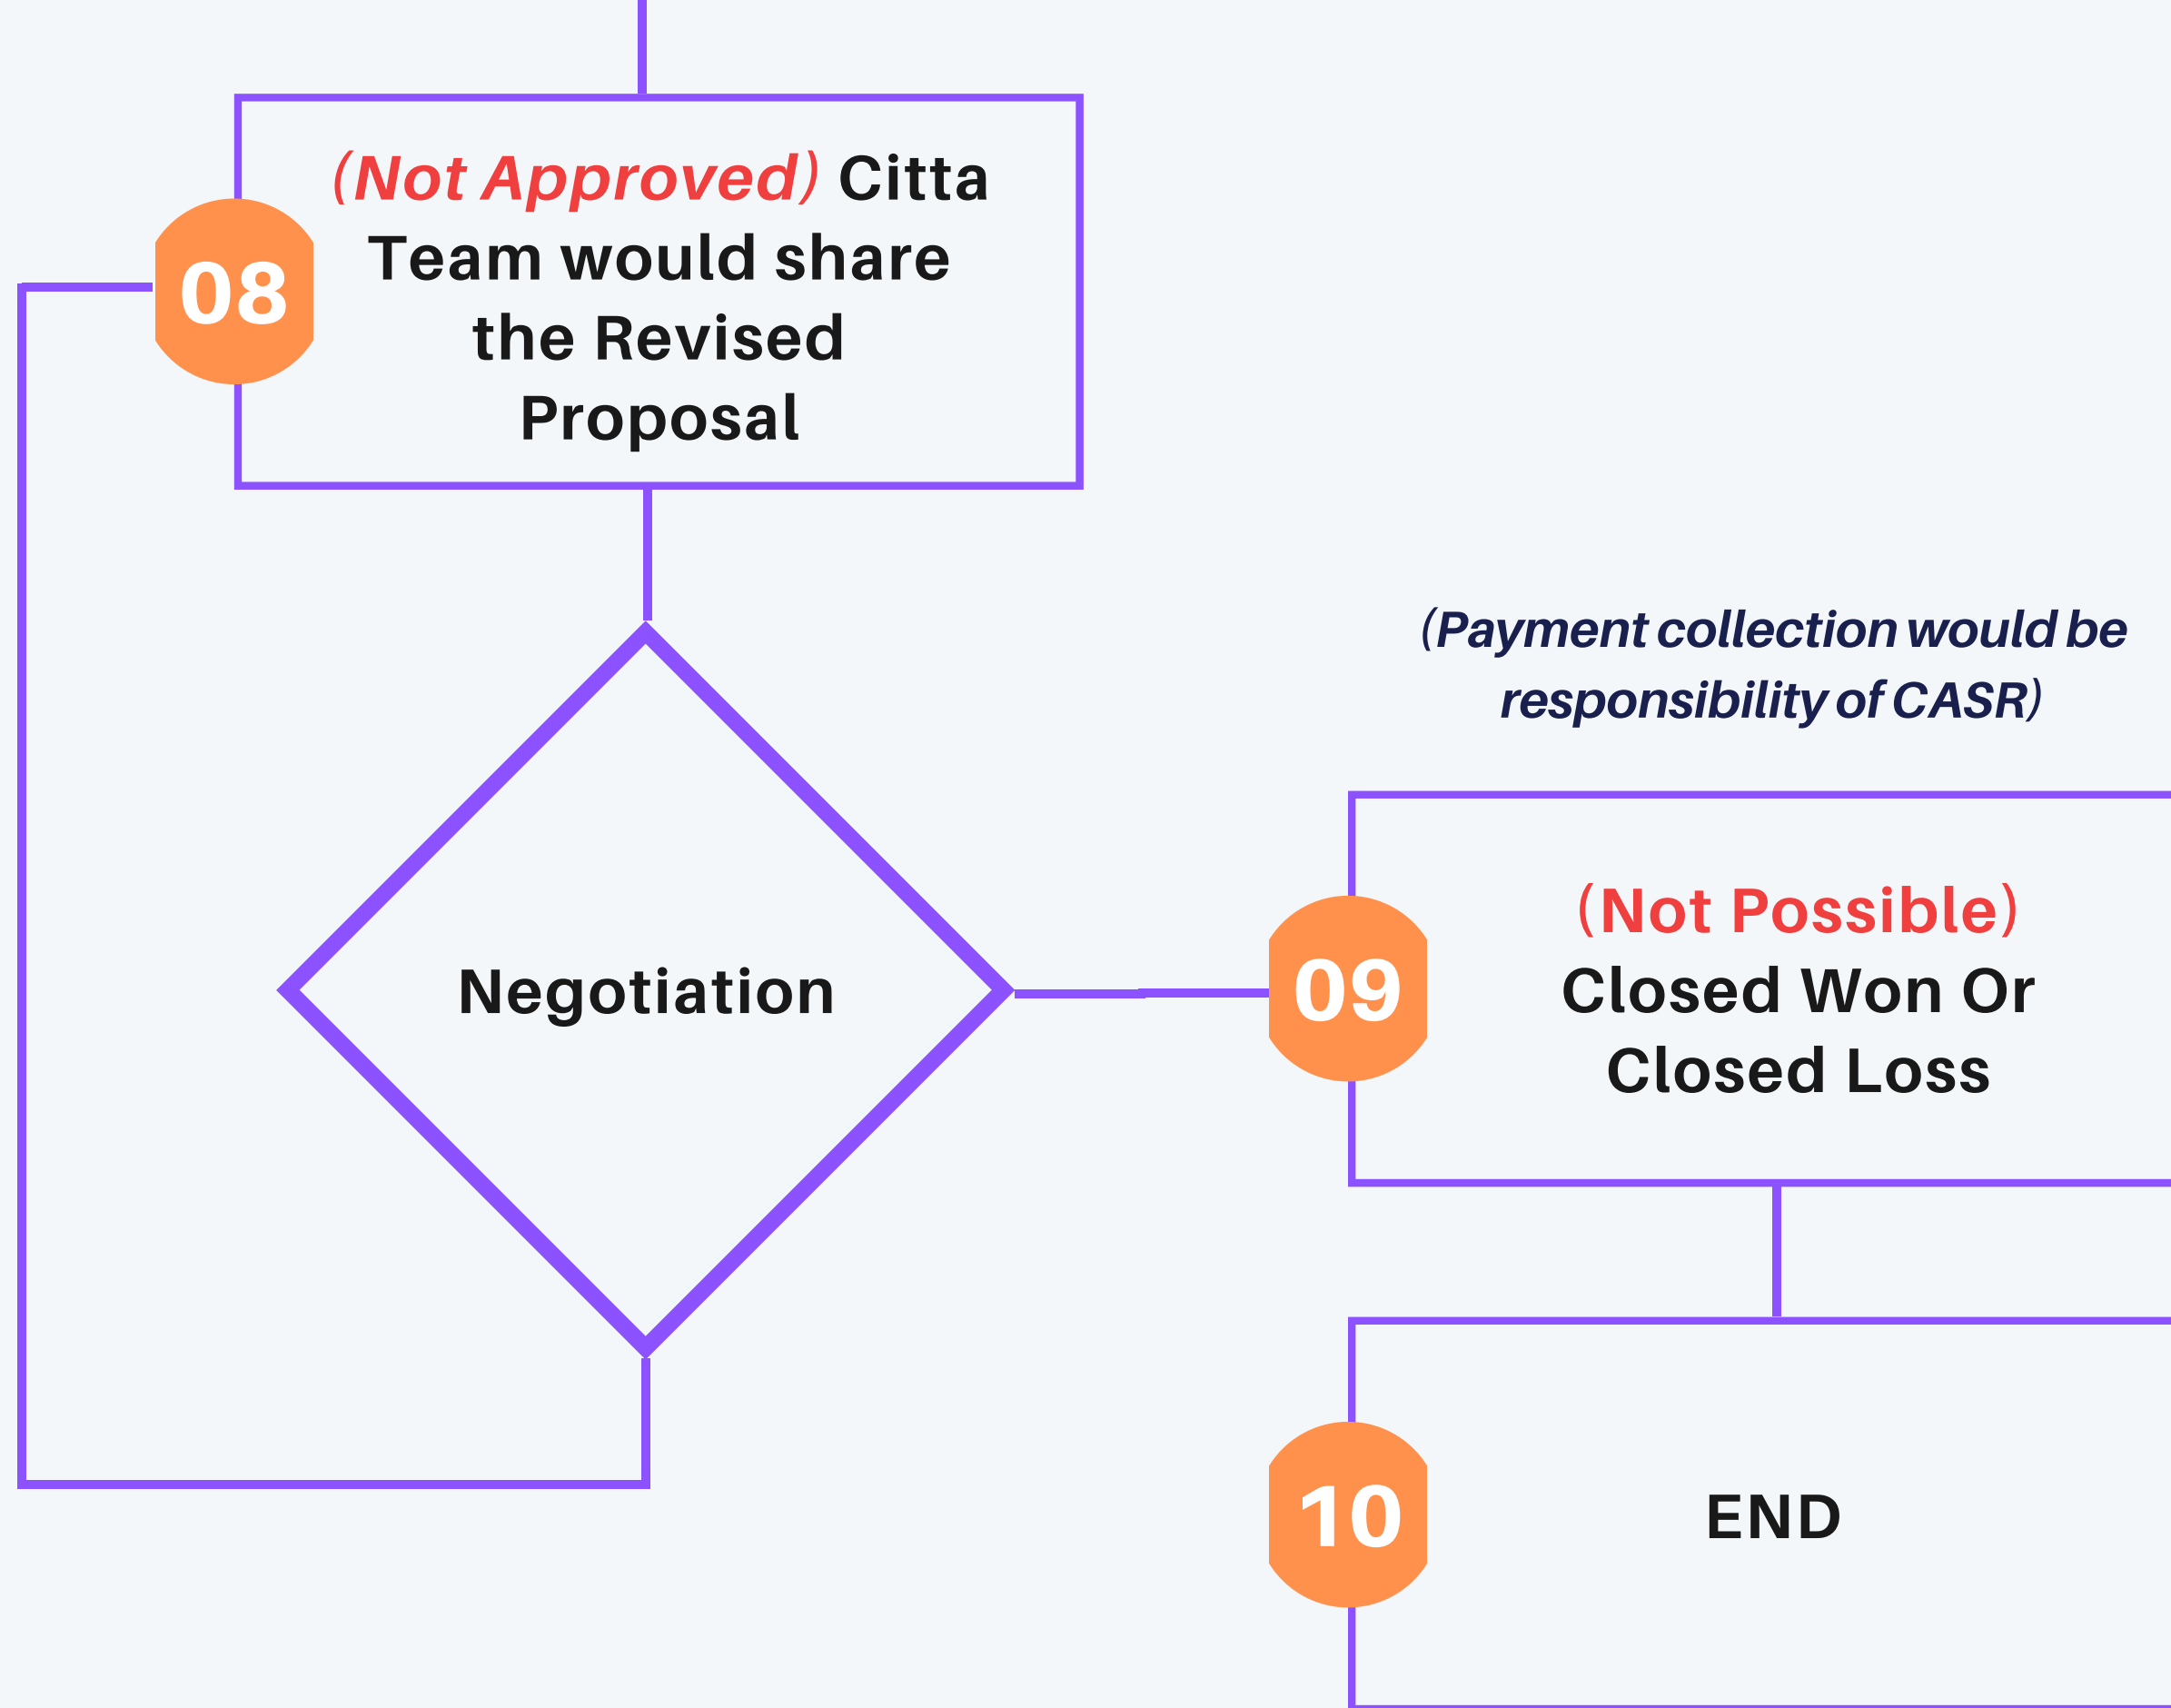 08
(Not Approved) Citta
Team would share
the Revised
Proposal
Negotiation
(Payment collection would be
responsibility of CASR)
09
(Not Possible)
Closed Won Or
Closed Loss
10
END